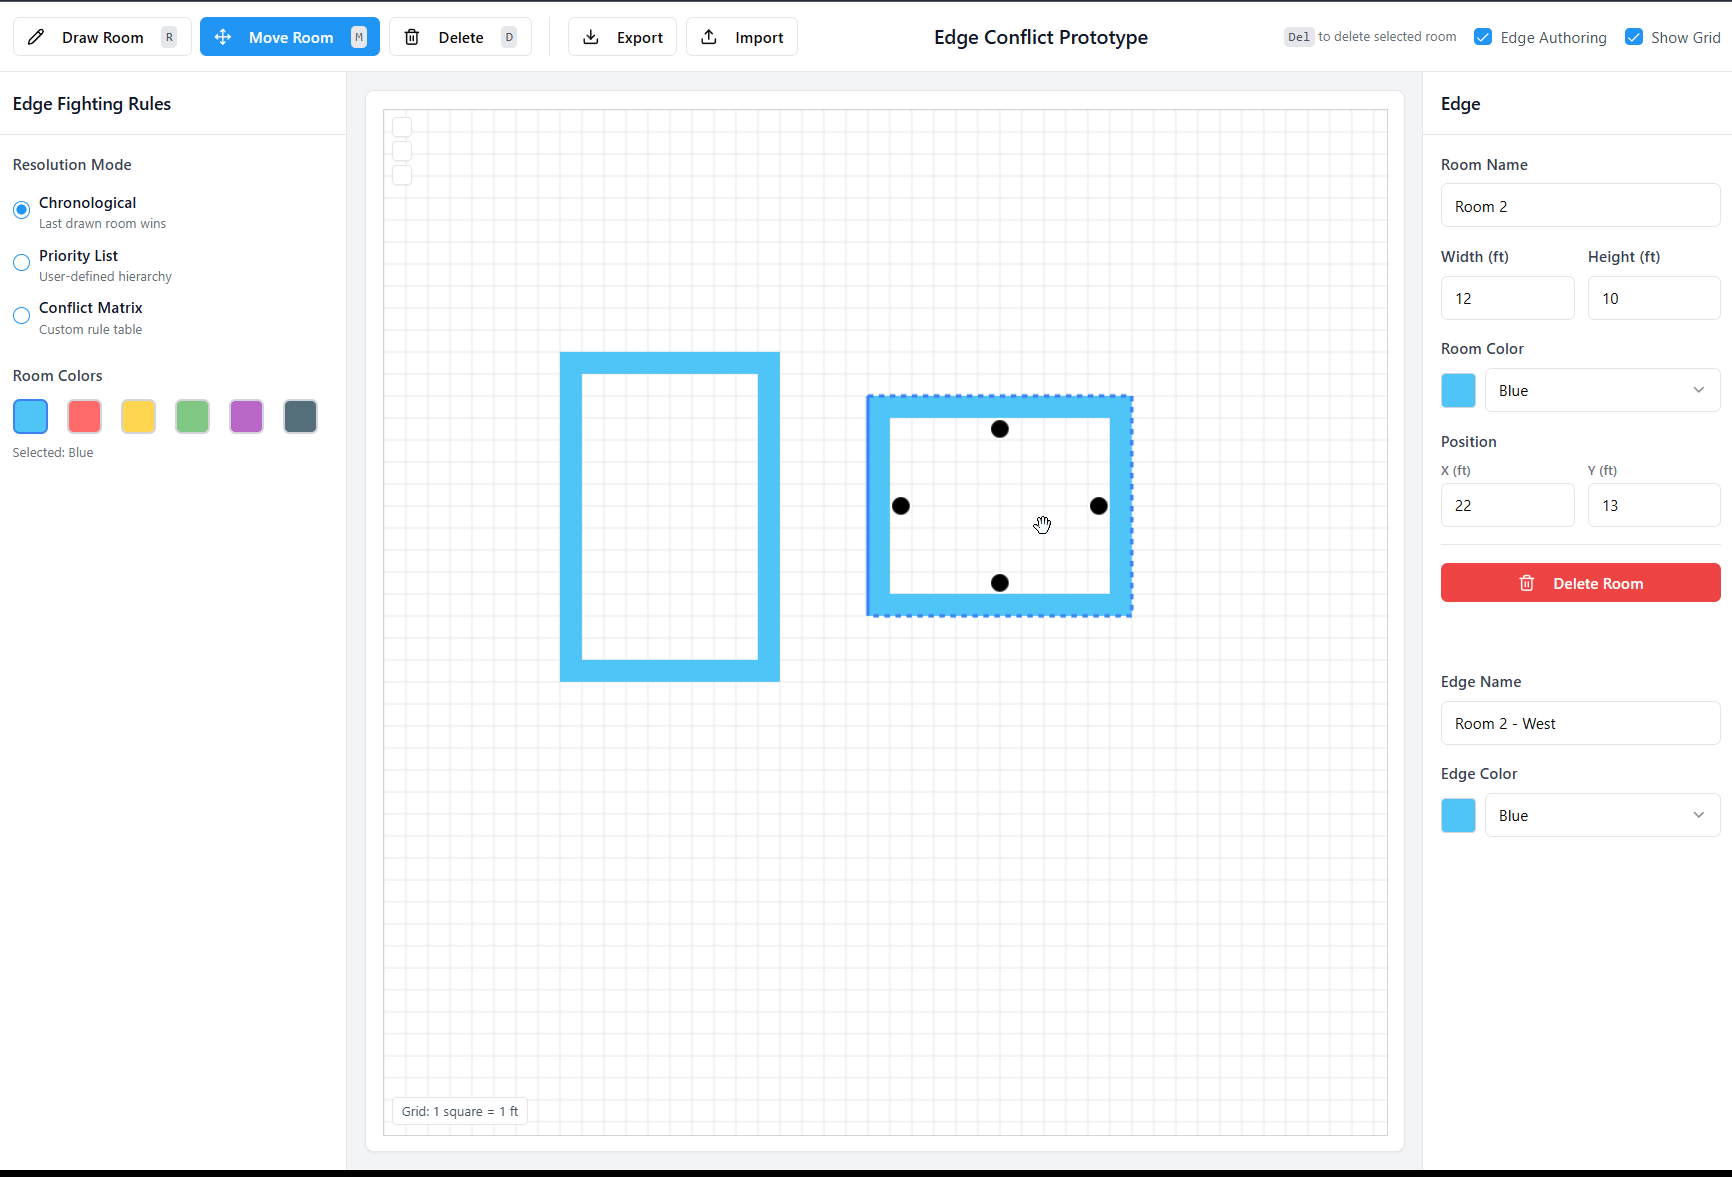 Draw Room R
Move Room M
Delete D
Export
Import
Edge Conflict Prototype
Del to delete selected room
Edge Authoring
Show Grid
Edge Fighting Rules
Resolution Mode
Chronological
Last drawn room wins
Priority List
User-defined hierarchy
Conflict Matrix
Custom rule table
Room Colors
Selected: Blue
Grid: 1 square = 1 ft
Edge
Room Name
Room 2
Width (ft) Height (ft)
12 10
Room Color
Blue
Position
X (ft) Y (ft)
22 13
Delete Room
Edge Name
Room 2 - West
Edge Color
Blue